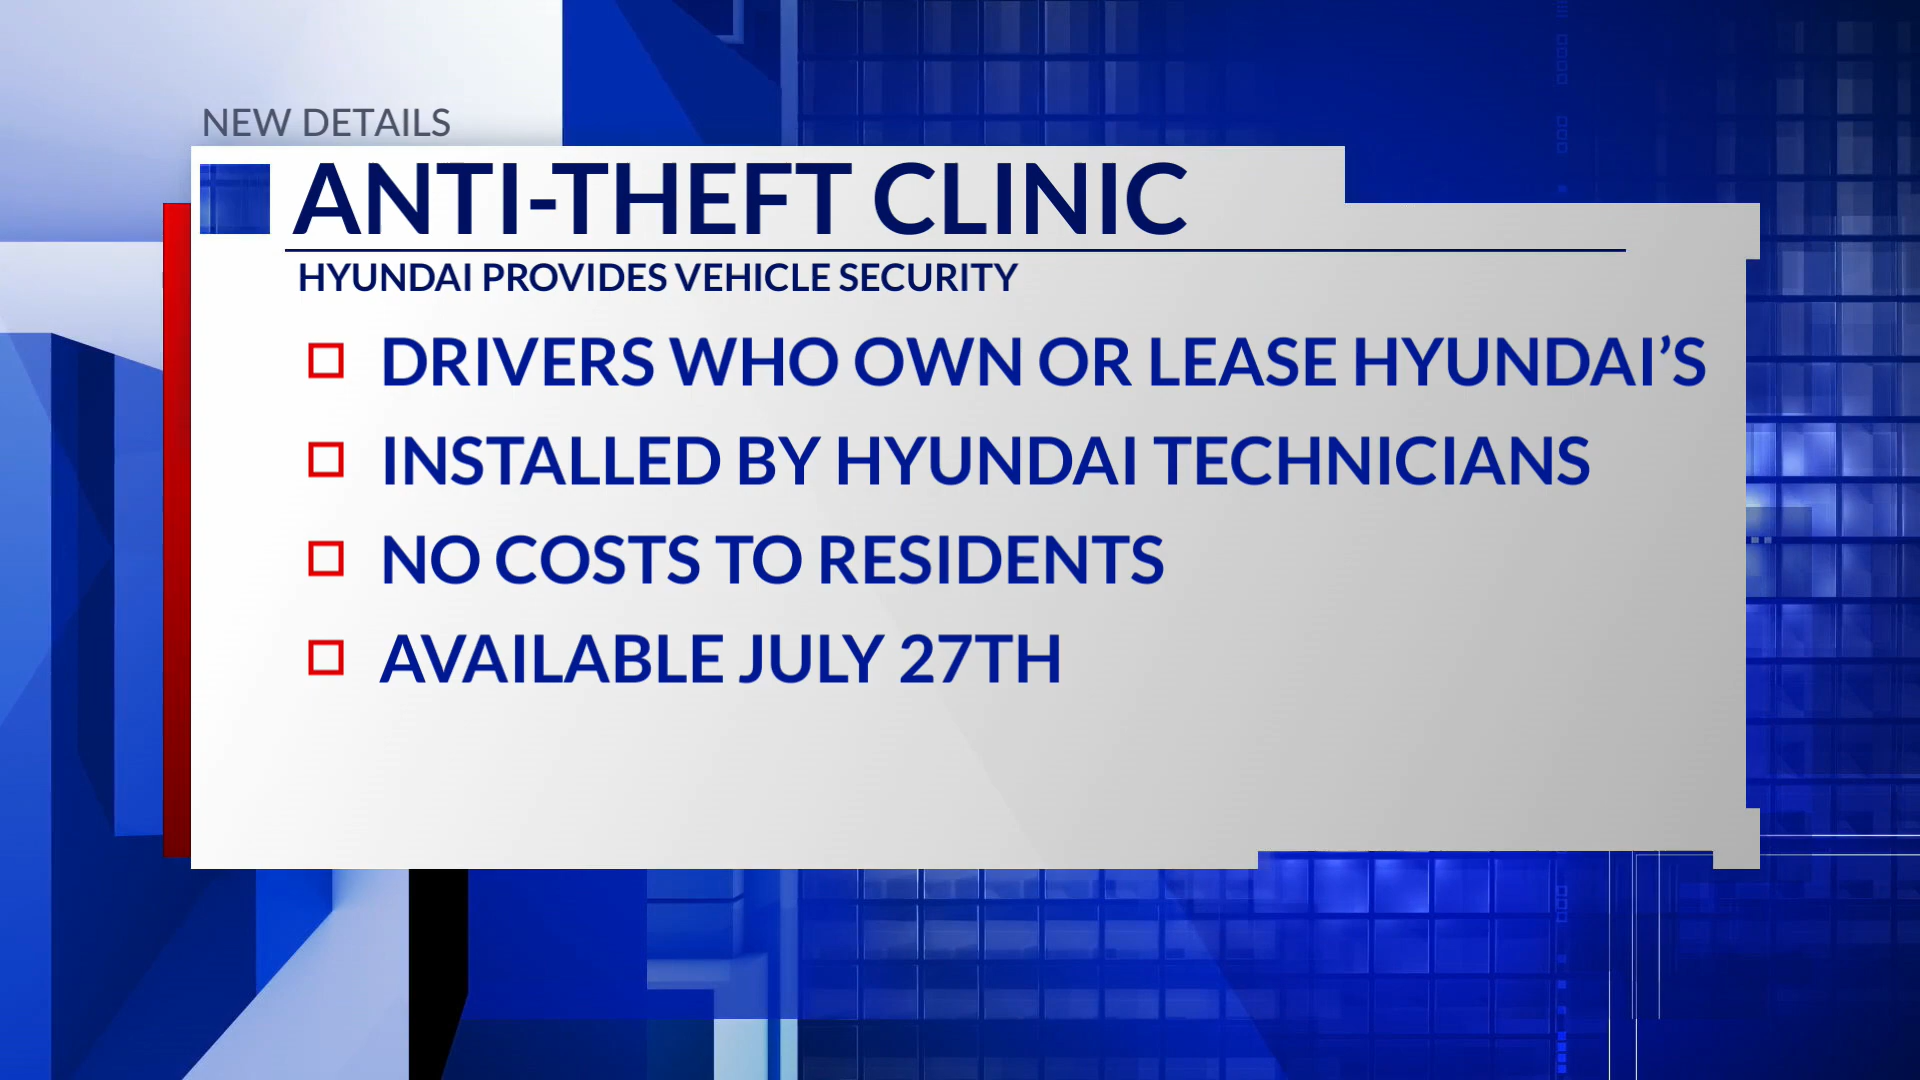 NEW DETAILS
ANTI-THEFT CLINIC
HYUNDAI PROVIDES VEHICLE SECURITY
DRIVERS WHO OWN OR LEASE HYUNDAI’S
INSTALLED BY HYUNDAI TECHNICIANS
NO COSTS TO RESIDENTS
AVAILABLE JULY 27TH